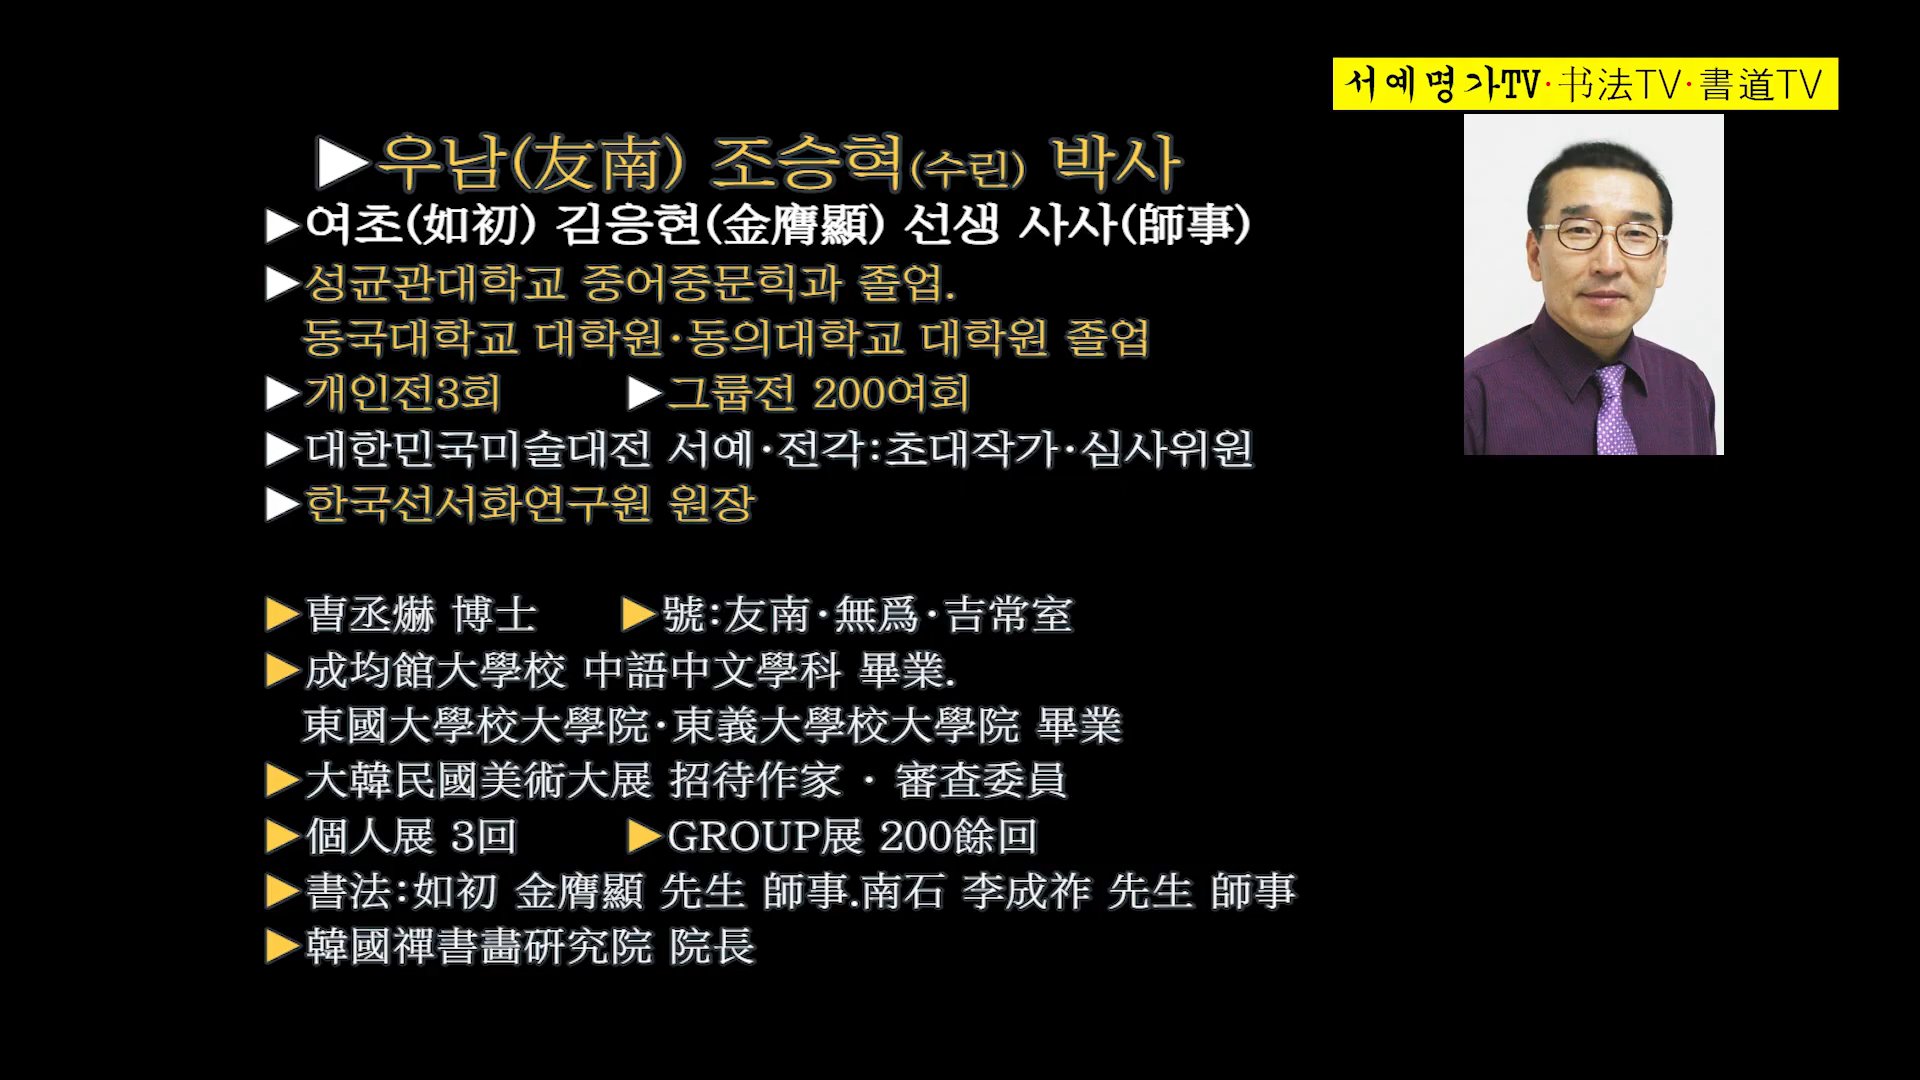 서예명가TV·书法TV·書道TV
▶우남(友南) 조승혁(수린) 박사
▶여초(如初) 김응현(金膺顯) 선생 사사(師事)
▶성균관대학교 중어중문힉과 졸업.
동국대학교 대학원·동의대학교 대학원 졸업
▶개인전3회 ▶그룹전 200여회
▶대한민국미술대전 서예·전각:초대작가·심사위원
▶한국선서화연구원 원장
▶曺丞爀 博士 ▶號:友南·無爲·吉常室
▶成均館大學校 中語中文學科 畢業.
東國大學校大學院·東義大學校大學院 畢業
▶大韓民國美術大展 招待作家 · 審査委員
▶個人展 3回 ▶GROUP展 200餘回
▶書法:如初 金膺顯 先生 師事.南石 李成祚 先生 師事
▶韓國禪書畵硏究院 院長